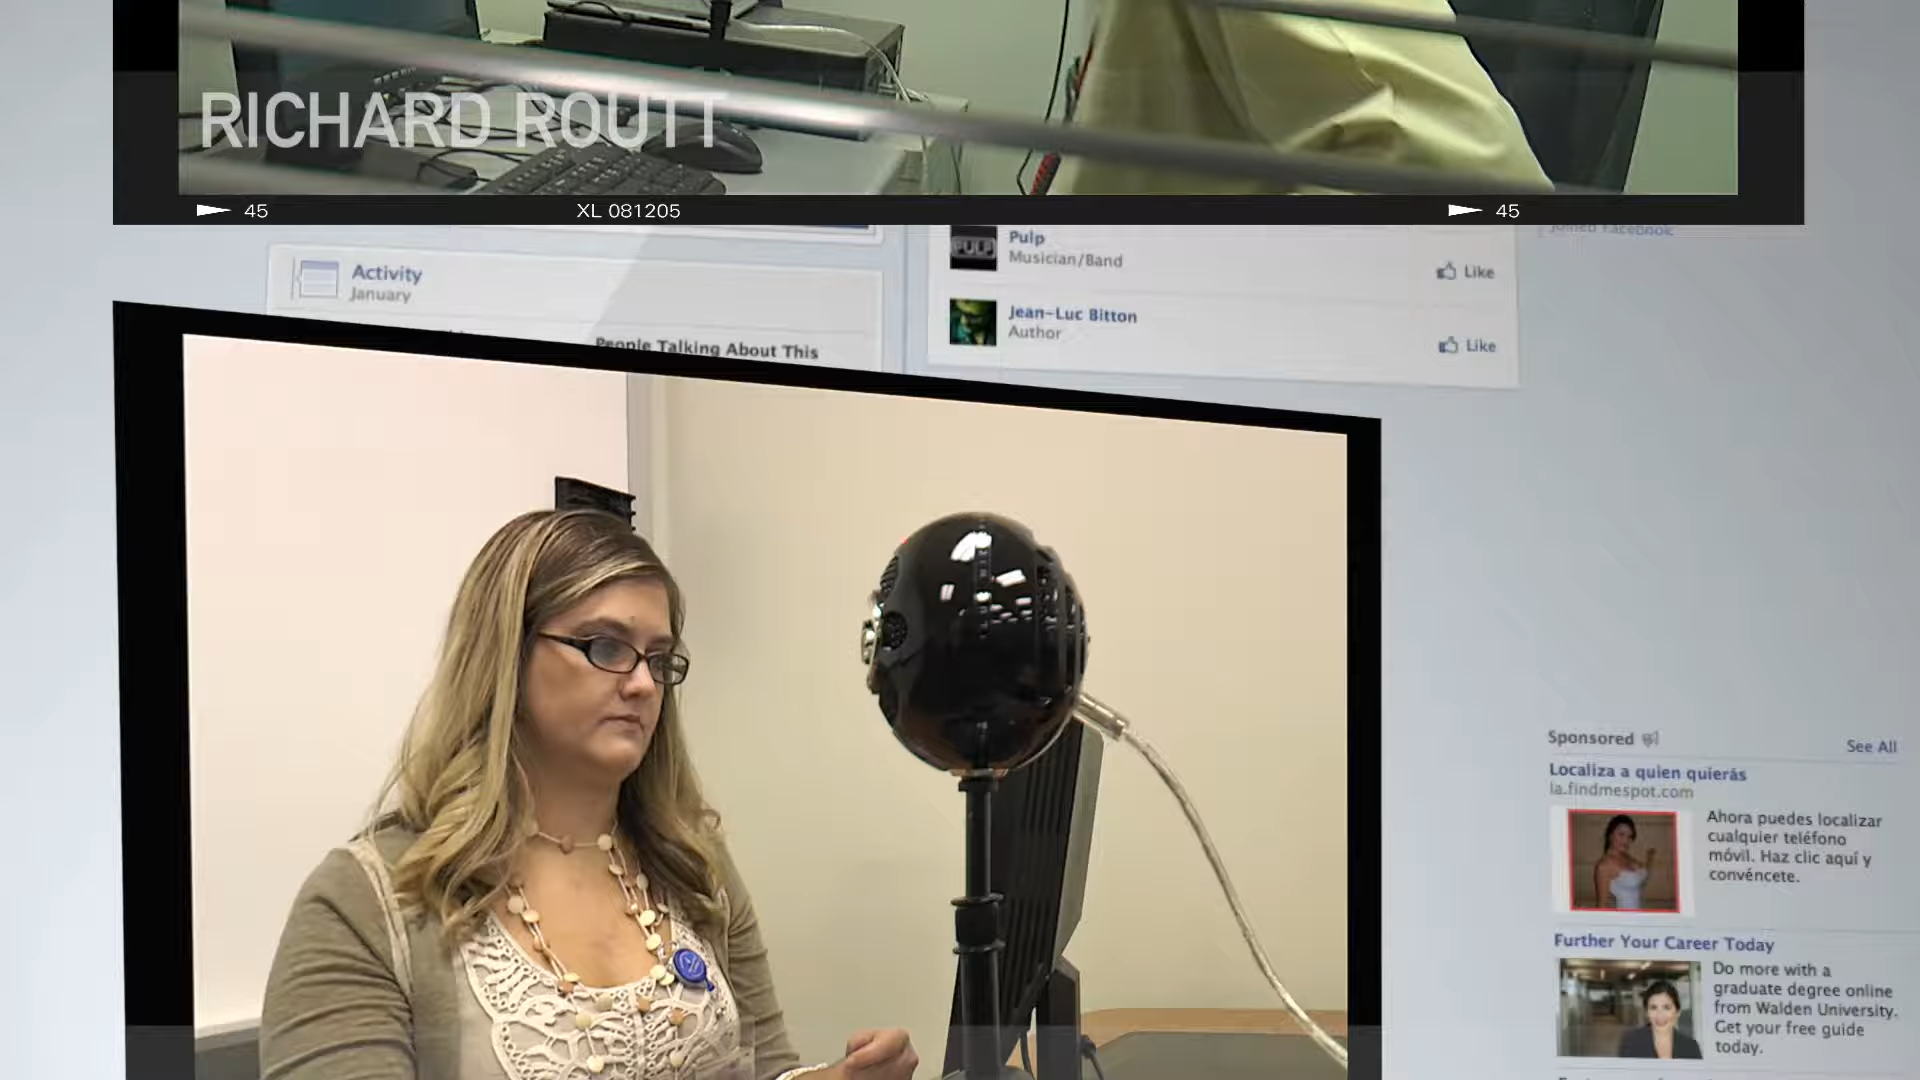 RICHARD ROUTT
45 XL 081205 45
Joined Facebook
Pulp
Musician/Band
Like
Activity
January
Jean-Luc Bitton
Author
Like
People Talking About This
Sponsored
See All
Localiza a quien quierás
la.findmespot.com
Ahora puedes localizar
cualquier teléfono
móvil. Haz clic aquí y
convéncete.
Further Your Career Today
Do more with a
graduate degree online
from Walden University.
Get your free guide
today.